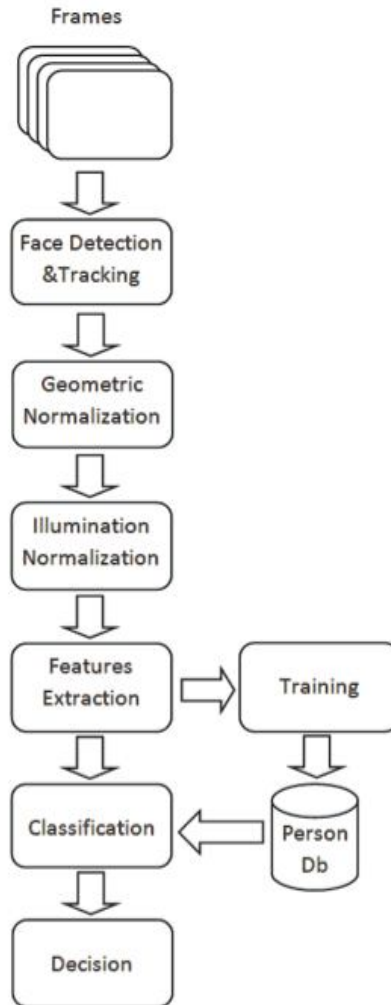 Frames
Face Detection
&Tracking
Geometric
Normalization
Illumination
Normalization
Features
Extraction
Training
Classification
Person
Db
Decision